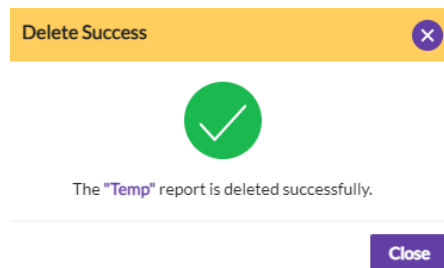 Delete Success
The "Temp" report is deleted successfully.
Close